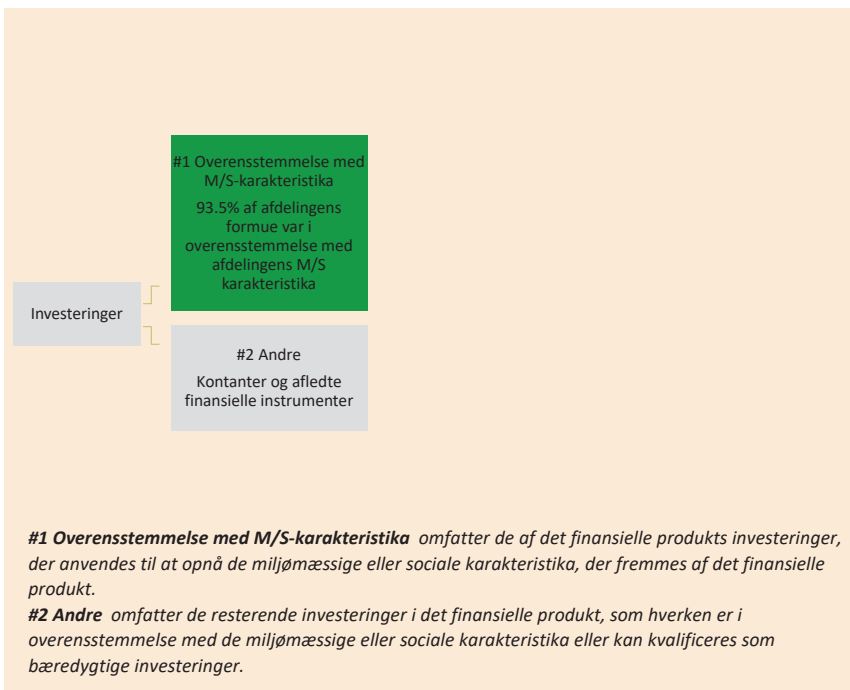 #1 Overensstemmelse med
M/S-karakteristika
93.5% af afdelingens
formue var i
overensstemmelse med
afdelingens M/S
karakteristika
Investeringer
#2 Andre
Kontanter og afledte
finansielle instrumenter
#1 Overensstemmelse med M/S-karakteristika omfatter de af det finansielle produkts investeringer,
der anvendes til at opnå de miljømæssige eller sociale karakteristika, der fremmes af det finansielle
produkt.
#2 Andre omfatter de resterende investeringer i det finansielle produkt, som hverken er i
overensstemmelse med de miljømæssige eller sociale karakteristika eller kan kvalificeres som
bæredygtige investeringer.